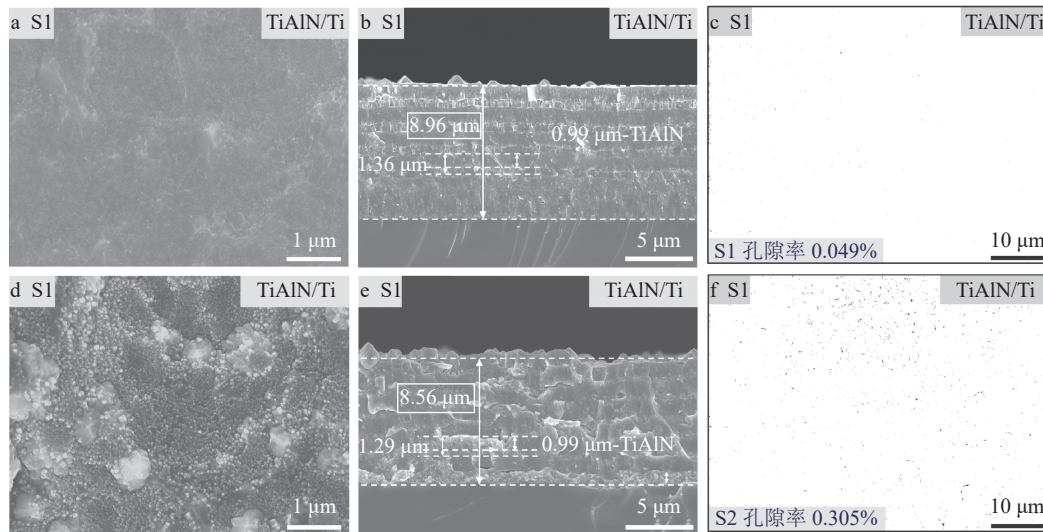 a S1 TiAlN/Ti
1 μm
b S1 TiAlN/Ti
8.96 μm
0.99 μm-TiAlN
1.36 μm
5 μm
c S1 TiAlN/Ti
S1 孔隙率 0.049%
10 μm
d S1 TiAlN/Ti
1 μm
e S1 TiAlN/Ti
8.56 μm
1.29 μm
0.99 μm-TiAlN
5 μm
f S1 TiAlN/Ti
S2 孔隙率 0.305%
10 μm